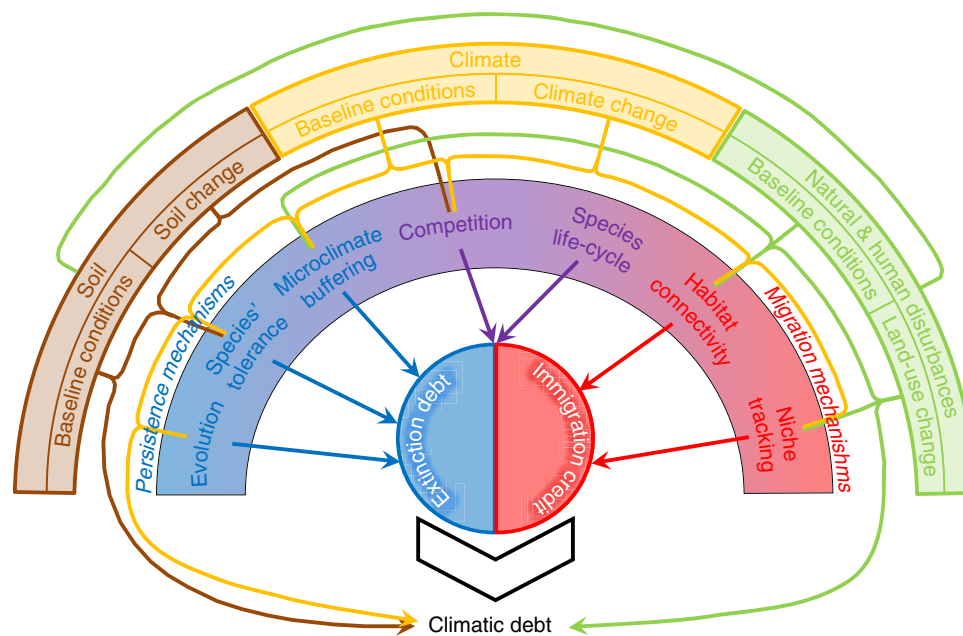 Climate
Baseline conditions
Climate change
Soil
Baseline conditions
Soil change
Natural & human disturbances
Baseline conditions
Land-use change
Persistence mechanisms
Evolution
Species'
tolerance
Microclimate
buffering
Competition
Species
life-cycle
Habitat
connectivity
Niche
tracking
Migration mechanishms
Extinction debt
Immigration credit
Climatic debt